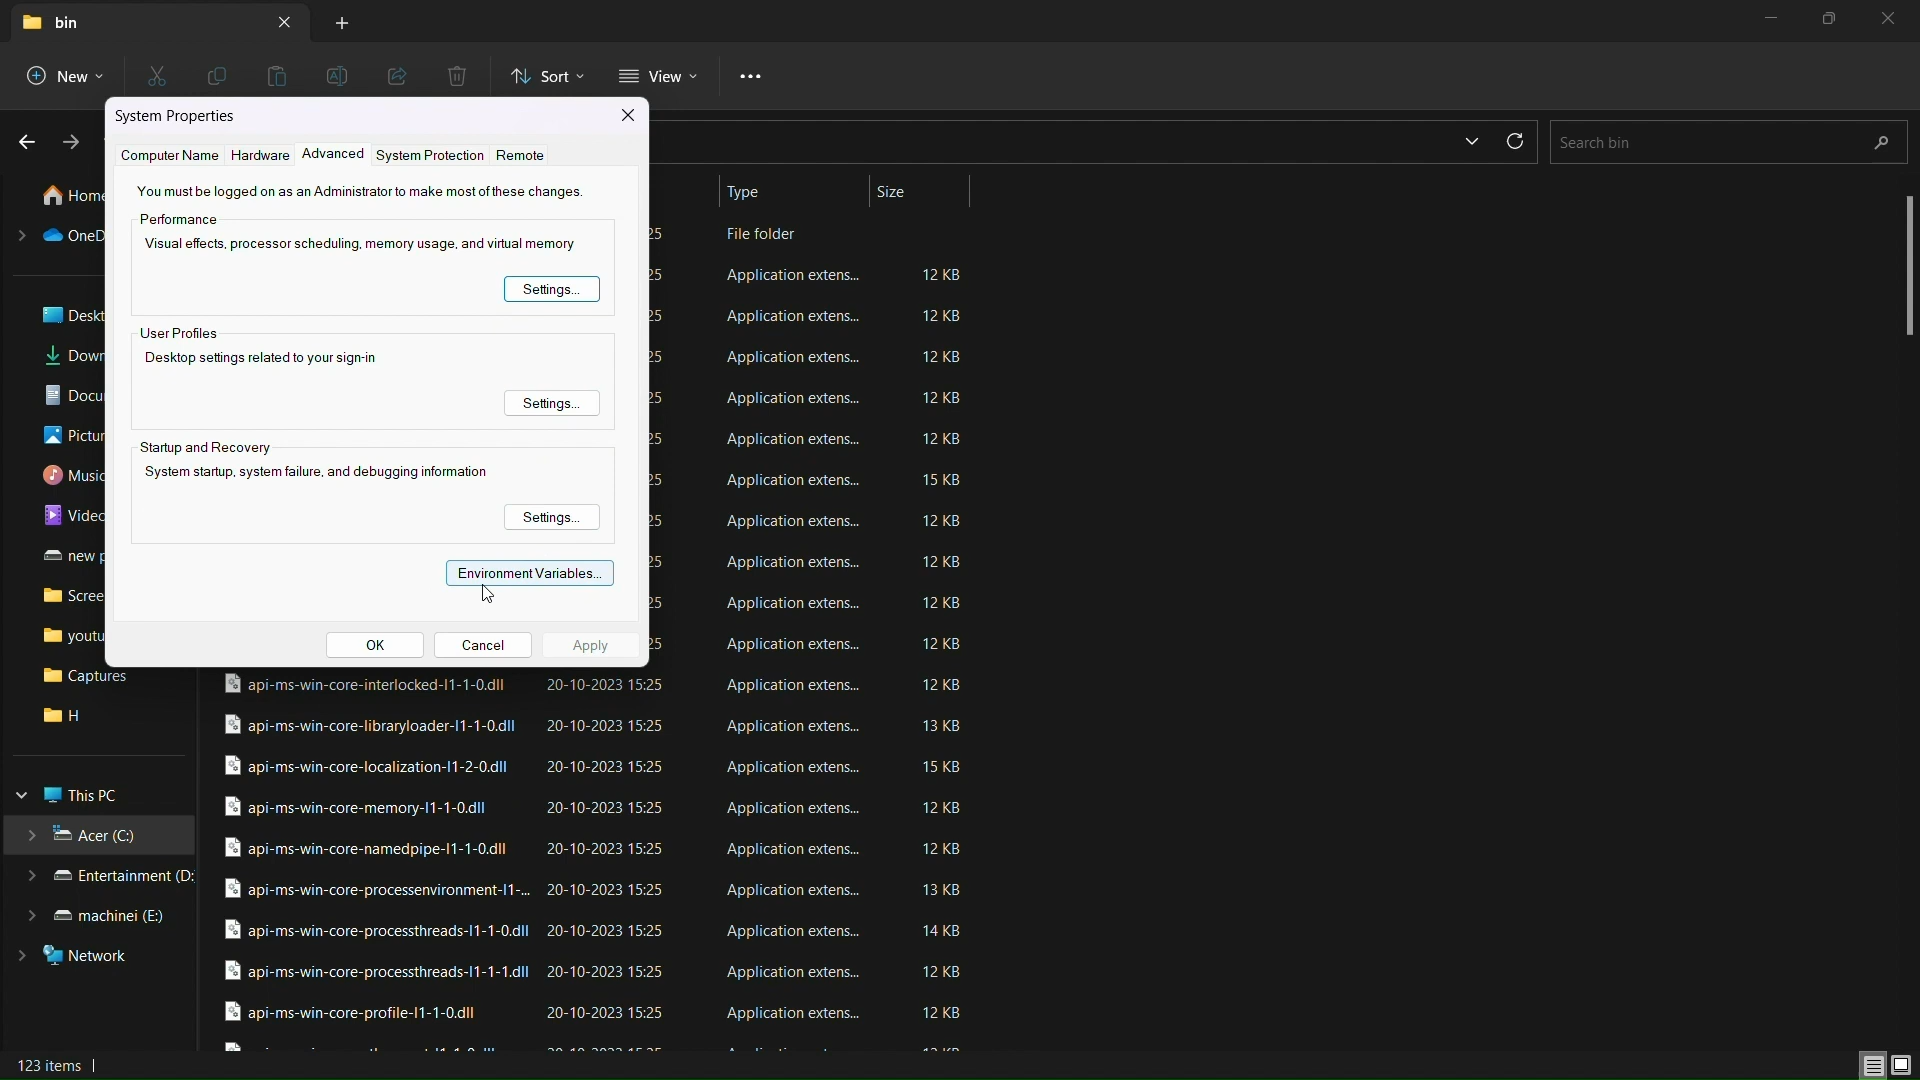 bin
New
Sort
View
System Properties
Search bin
Computer Name Hardware Advanced System Protection Remote
You must be logged on as an Administrator to make most of these changes.
Performance
Visual effects, processor scheduling, memory usage, and virtual memory
Settings...
User Profiles
Desktop settings related to your sign-in
Settings...
Startup and Recovery
System startup, system failure, and debugging information
Settings...
Environment Variables...
OK Cancel Apply
Home
OneD
Deskt
Down
Docu
Pictur
Music
Videc
new p
Scree
youtu
Captures
H
This PC
Acer (C:)
Entertainment (D:
machinei (E:)
Network
Type Size
25 File folder
25 Application extens... 12 KB
25 Application extens... 12 KB
25 Application extens... 12 KB
25 Application extens... 12 KB
25 Application extens... 12 KB
25 Application extens... 15 KB
25 Application extens... 12 KB
25 Application extens... 12 KB
25 Application extens... 12 KB
25 Application extens... 12 KB
api-ms-win-core-interlocked-l1-1-0.dll 20-10-2023 15:25 Application extens... 12 KB
api-ms-win-core-libraryloader-l1-1-0.dll 20-10-2023 15:25 Application extens... 13 KB
api-ms-win-core-localization-l1-2-0.dll 20-10-2023 15:25 Application extens... 15 KB
api-ms-win-core-memory-l1-1-0.dll 20-10-2023 15:25 Application extens... 12 KB
api-ms-win-core-namedpipe-l1-1-0.dll 20-10-2023 15:25 Application extens... 12 KB
api-ms-win-core-processenvironment-l1-... 20-10-2023 15:25 Application extens... 13 KB
api-ms-win-core-processthreads-l1-1-0.dll 20-10-2023 15:25 Application extens... 14 KB
api-ms-win-core-processthreads-l1-1-1.dll 20-10-2023 15:25 Application extens... 12 KB
api-ms-win-core-profile-l1-1-0.dll 20-10-2023 15:25 Application extens... 12 KB
123 items